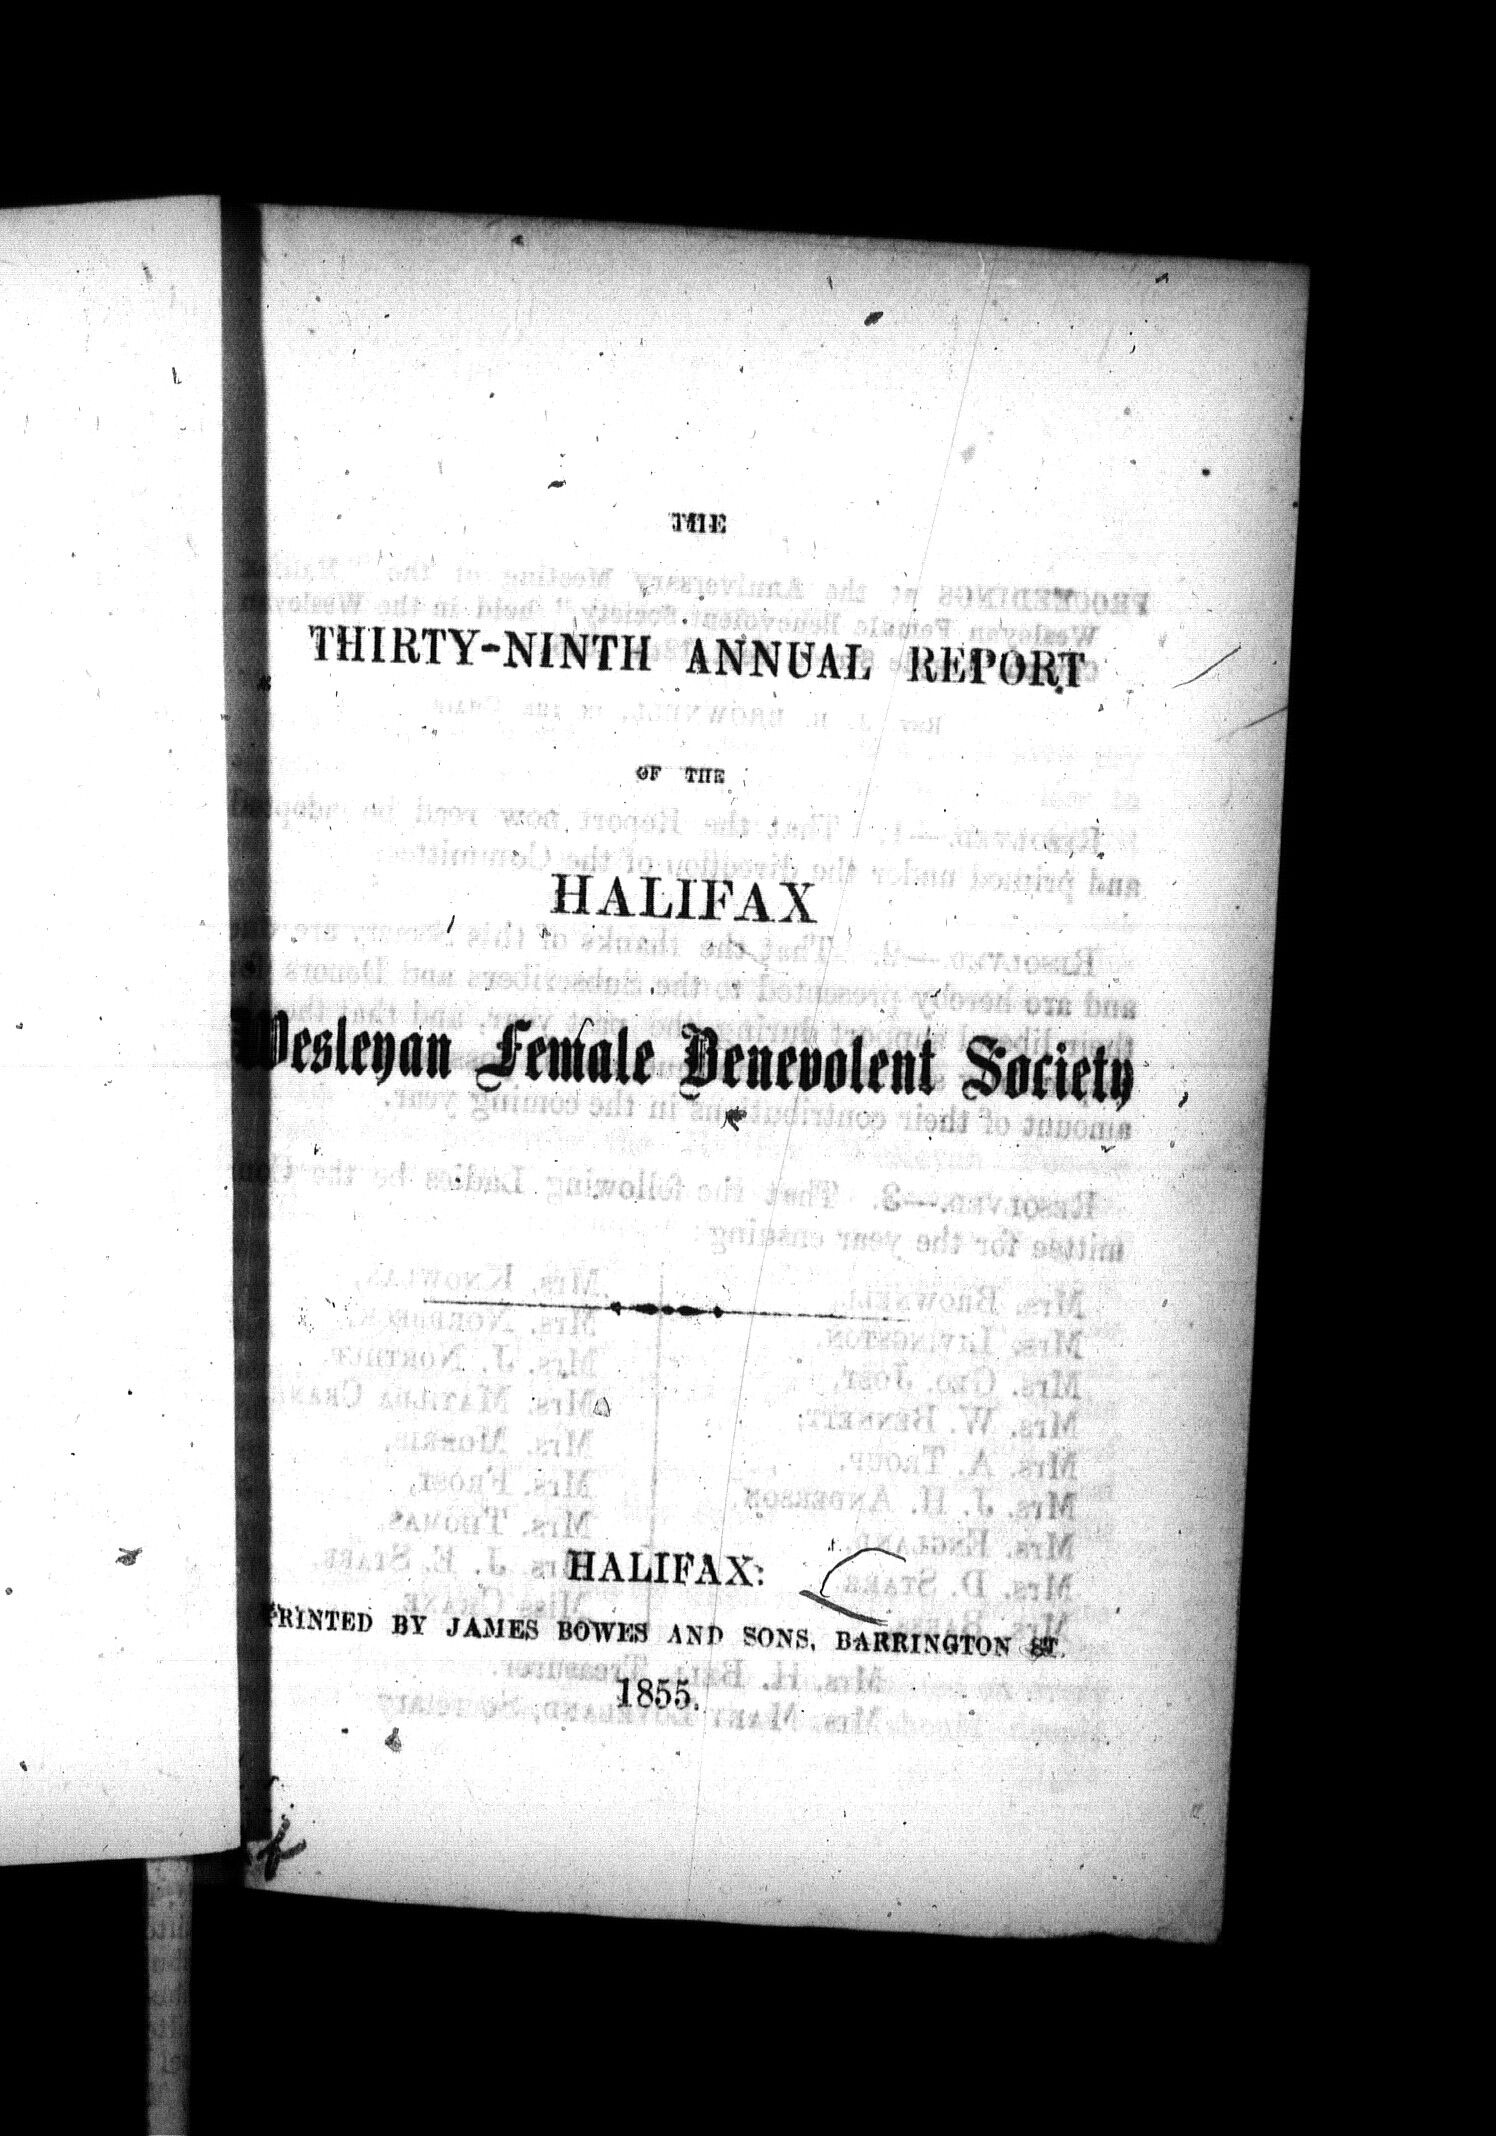 THE
THIRTY-NINTH ANNUAL REPORT
OF THE
HALIFAX
Wesleyan Female Benevolent Society
HALIFAX:
PRINTED BY JAMES BOWES AND SONS, BARRINGTON ST.
1855.